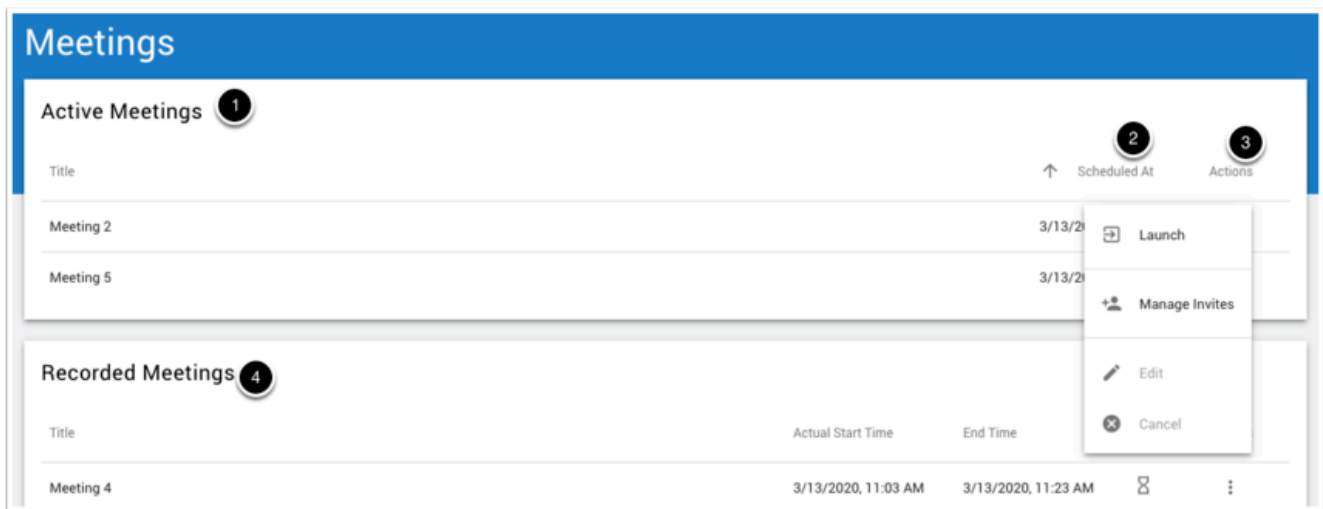 Meetings
Active Meetings 1
2 3
Title Scheduled At Actions
Meeting 2 3/13/2
Launch
Meeting 5 3/13/2
Manage Invites
Recorded Meetings 4
Edit
Title Actual Start Time End Time
Cancel
Meeting 4 3/13/2020, 11:03 AM 3/13/2020, 11:23 AM